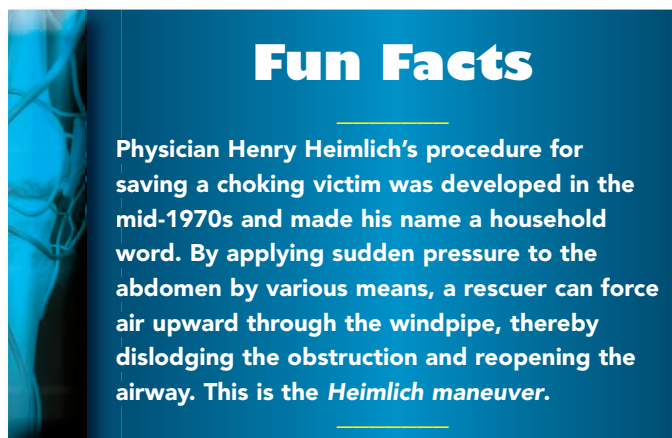 Fun Facts
Physician Henry Heimlich’s procedure for
saving a choking victim was developed in the
mid-1970s and made his name a household
word. By applying sudden pressure to the
abdomen by various means, a rescuer can force
air upward through the windpipe, thereby
dislodging the obstruction and reopening the
airway. This is the Heimlich maneuver.